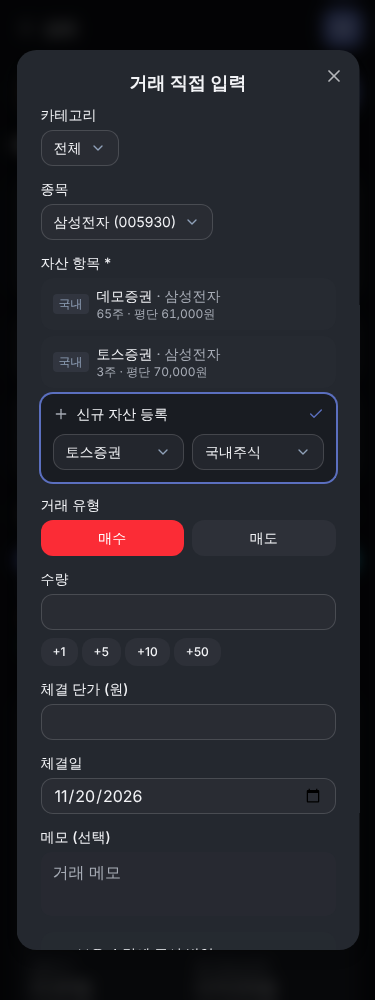 거래 직접 입력
카테고리
전체
종목
삼성전자 (005930)
자산 항목 *
국내 데모증권 · 삼성전자
65주 · 평단 61,000원
국내 토스증권 · 삼성전자
3주 · 평단 70,000원
신규 자산 등록
토스증권 국내주식
거래 유형
매수 매도
수량
+1 +5 +10 +50
체결 단가 (원)
체결일
11/20/2026
메모 (선택)
거래 메모